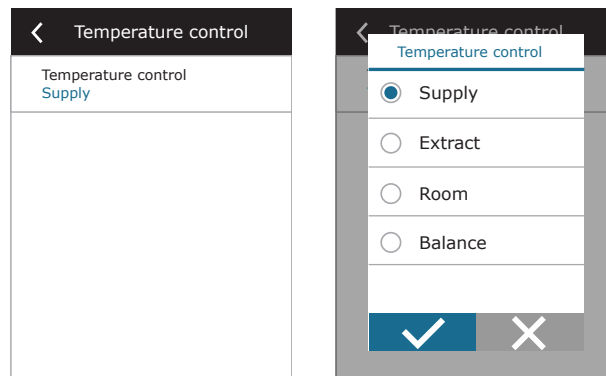 Temperature control
Temperature control
Supply
Temperature control
Temperature control
Supply
Extract
Room
Balance